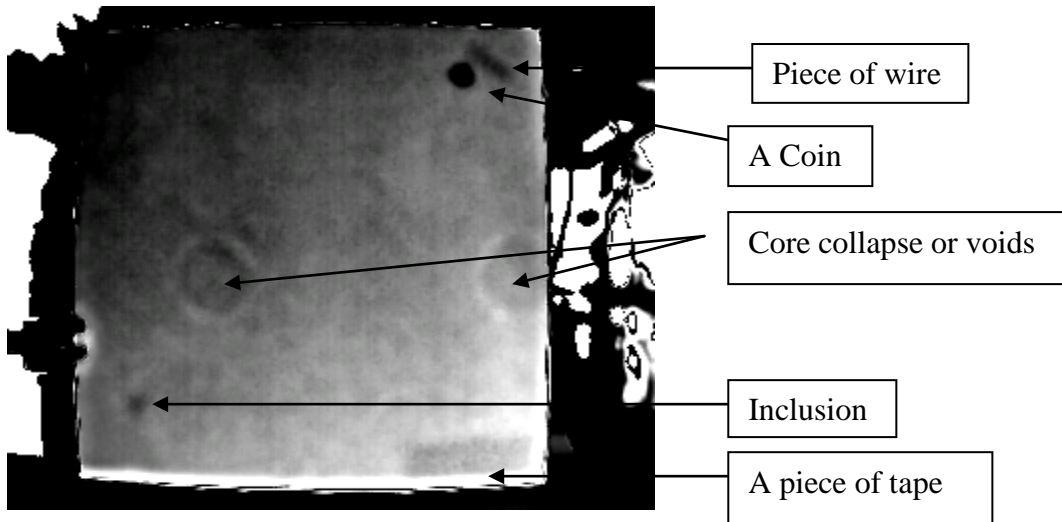 Piece of wire
A Coin
Core collapse or voids
Inclusion
A piece of tape